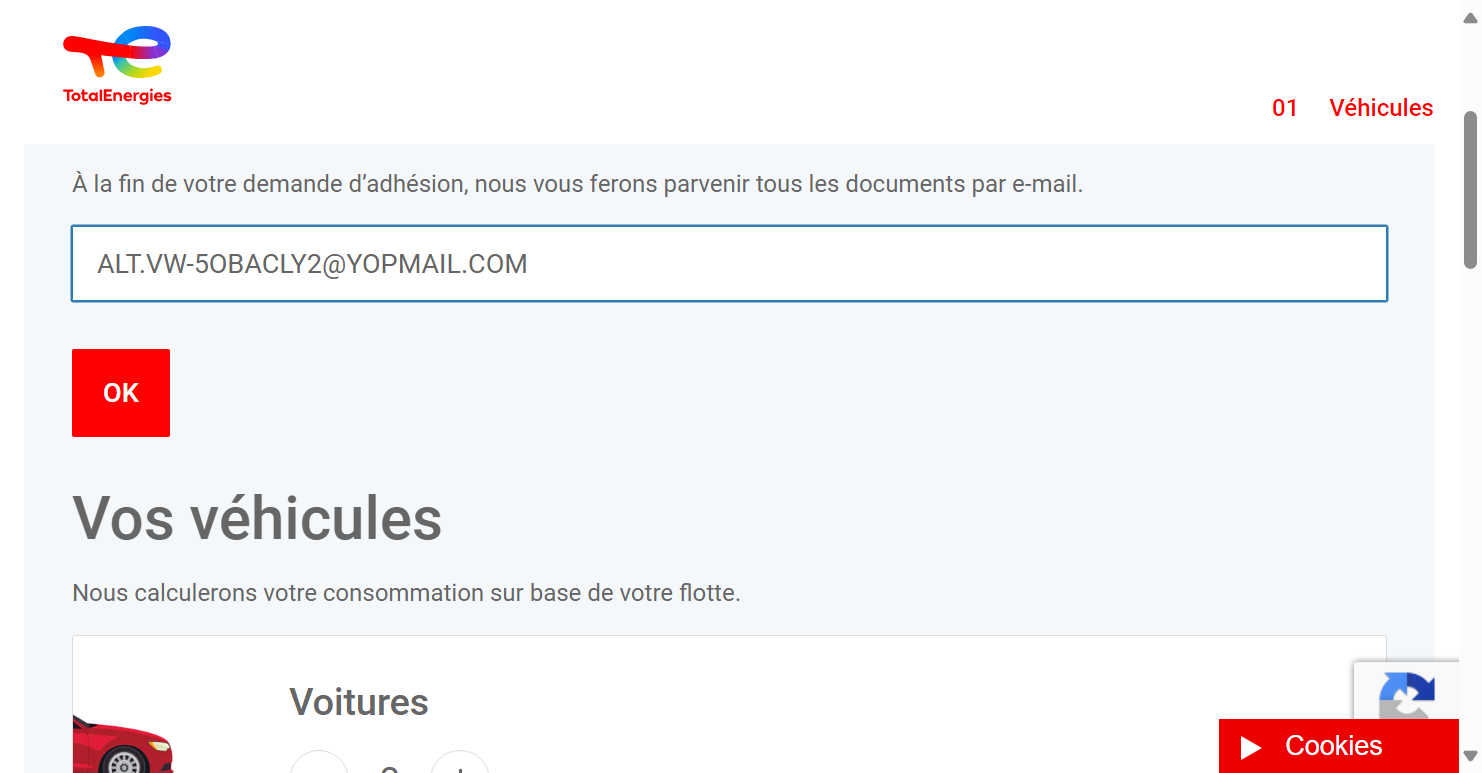 TotalEnergies
01 Véhicules
À la fin de votre demande d’adhésion, nous vous ferons parvenir tous les documents par e-mail.
ALT.VW-5OBACLY2@YOPMAIL.COM
OK
Vos véhicules
Nous calculerons votre consommation sur base de votre flotte.
Voitures
Cookies